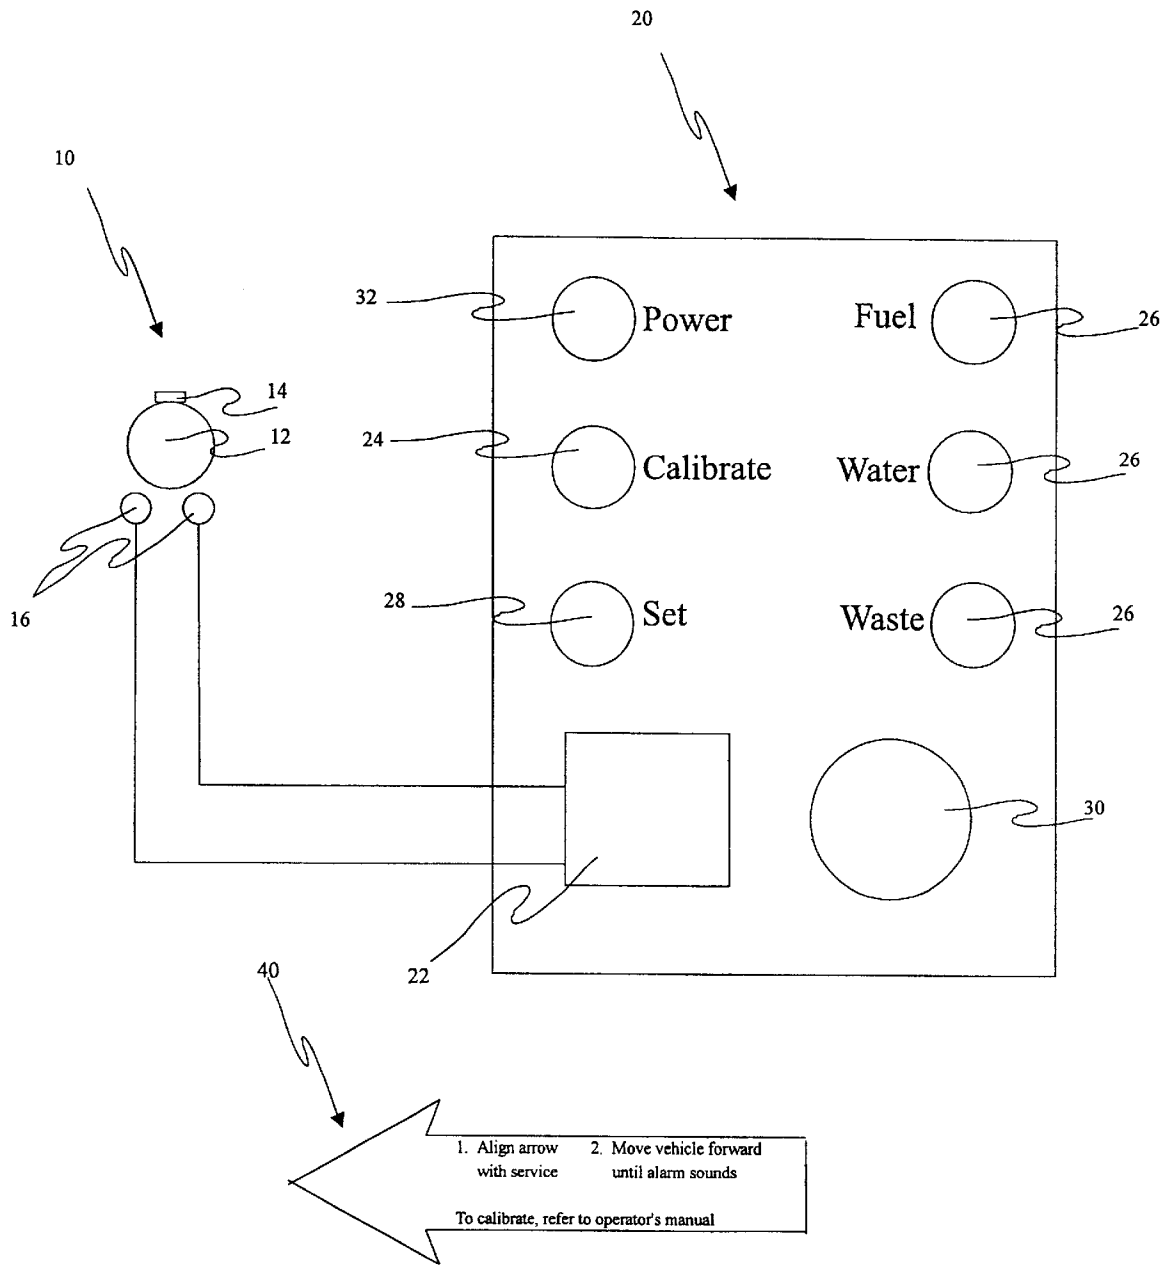 20
10
32 Power Fuel 26
14
12
24 Calibrate Water 26
28 Set Waste 26
16
30
22
40
1. Align arrow 2. Move vehicle forward
with service until alarm sounds
To calibrate, refer to operator's manual